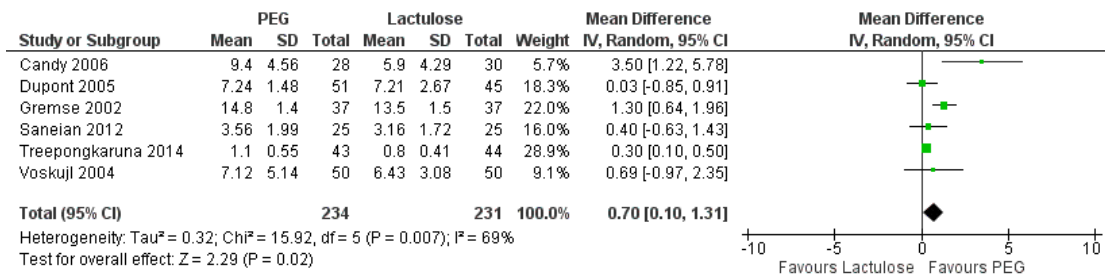 PEG Lactulose Mean Difference Mean Difference
Study or Subgroup Mean SD Total Mean SD Total Weight IV, Random, 95% CI IV, Random, 95% CI
Candy 2006 9.4 4.56 28 5.9 4.29 30 5.7% 3.50 [1.22, 5.78]
Dupont 2005 7.24 1.48 51 7.21 2.67 45 18.3% 0.03 [-0.85, 0.91]
Gremse 2002 14.8 1.4 37 13.5 1.5 37 22.0% 1.30 [0.64, 1.96]
Saneian 2012 3.56 1.99 25 3.16 1.72 25 16.0% 0.40 [-0.63, 1.43]
Treepongkaruna 2014 1.1 0.55 43 0.8 0.41 44 28.9% 0.30 [0.10, 0.50]
Voskujl 2004 7.12 5.14 50 6.43 3.08 50 9.1% 0.69 [-0.97, 2.35]
Total (95% CI) 234 231 100.0% 0.70 [0.10, 1.31]
Heterogeneity: Tau² = 0.32; Chi² = 15.92, df = 5 (P = 0.007); I² = 69%
Test for overall effect: Z = 2.29 (P = 0.02)
-10 -5 0 5 10
Favours Lactulose Favours PEG